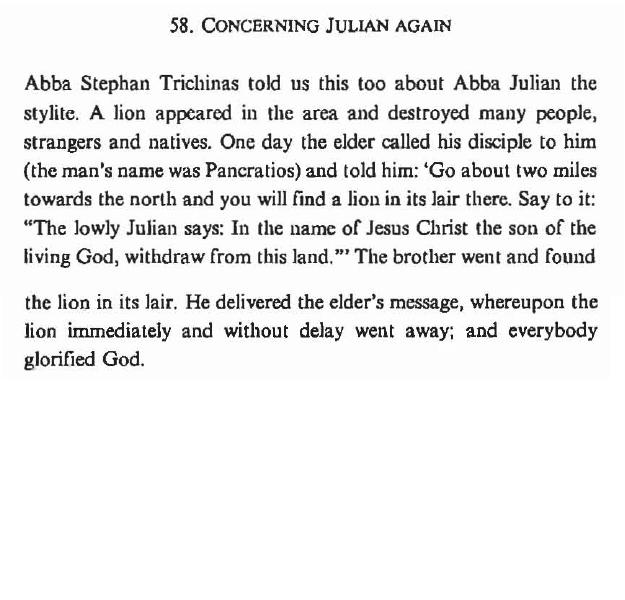 58. CONCERNING JULIAN AGAIN
Abba Stephan Trichinas told us this too about Abba Julian the
stylite. A lion appeared in the area and destroyed many people,
strangers and natives. One day the elder called his disciple to him
(the man's name was Pancratios) and told him: ‘Go about two miles
towards the north and you will find a lion in its lair there. Say to it:
“The lowly Julian says: In the name of Jesus Christ the son of the
living God, withdraw from this land.”’ The brother went and found
the lion in its lair. He delivered the elder's message, whereupon the
lion immediately and without delay went away; and everybody
glorified God.